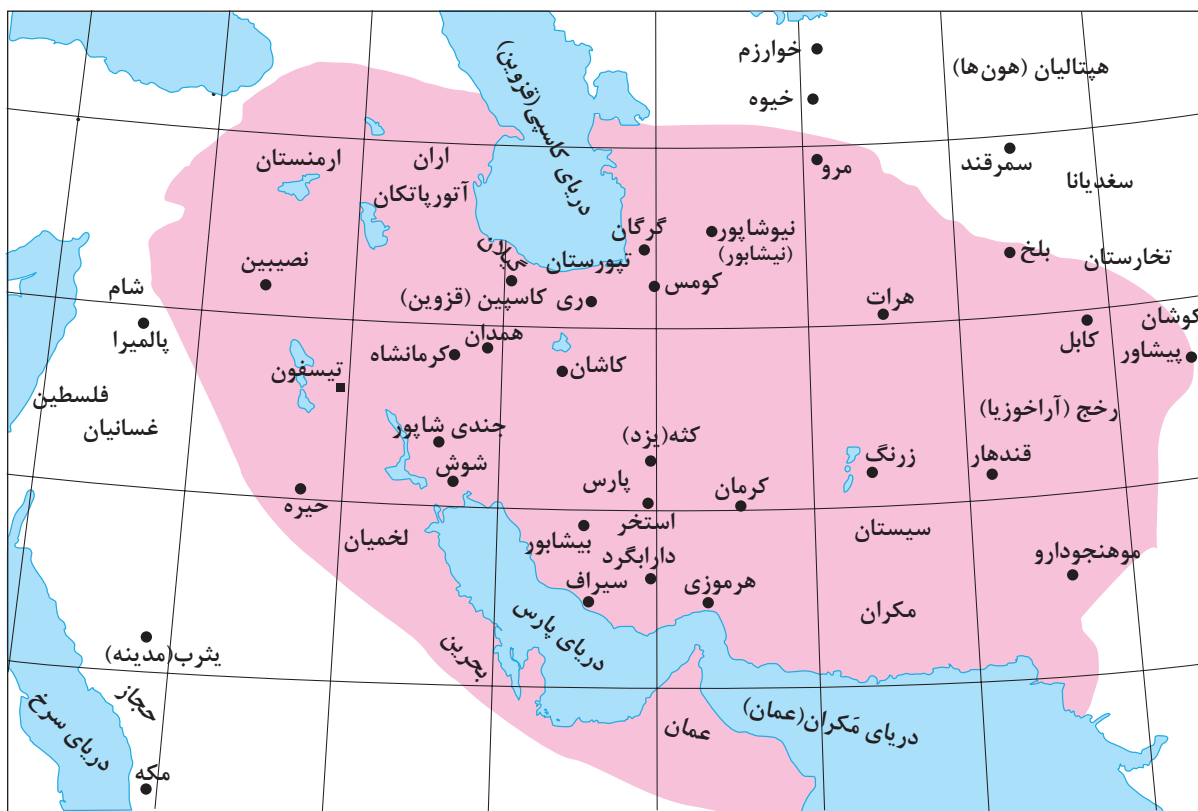 خوارزم
هپتالیان (هون‌ها)
خیوه
دریای کاسپی (قزوین)
ارمنستان
اران
آتورپاتکان
مرو
سمرقند
سغدیانا
گرگان
نیوشاپور
(نیشابور)
گیلان
تپورستان
بلخ
تخارستان
نصیبین
شام
کاسپین (قزوین)
ری
کومس
هرات
کوشان
کابل
پیشاور
پالمیرا
همدان
کرمانشاه
کاشان
تیسفون
فلسطین
غسانیان
رخج (آراخوزیا)
جندی شاپور
کثه(یزد)
شوش
زرنگ
قندهار
حیره
پارس
کرمان
استخر
لخمیان
بیشابور
سیستان
دارابگرد
موهنجودارو
سیراف
هرموزی
مکران
دریای پارس
یثرب(مدینه)
بحرین
حجاز
دریای سرخ
عمان
دریای مَکران(عمان)
مکه